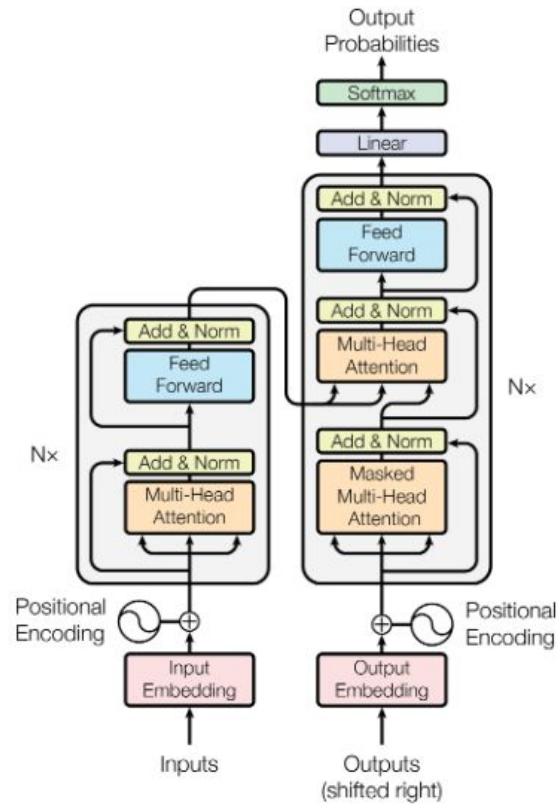 Output
Probabilities
Softmax
Linear
Add & Norm
Feed
Forward
Add & Norm
Multi-Head
Attention
Add & Norm
Masked
Multi-Head
Attention
N×
Add & Norm
Feed
Forward
N×
Add & Norm
Multi-Head
Attention
Positional
Encoding
Positional
Encoding
Input
Embedding
Output
Embedding
Inputs
Outputs
(shifted right)